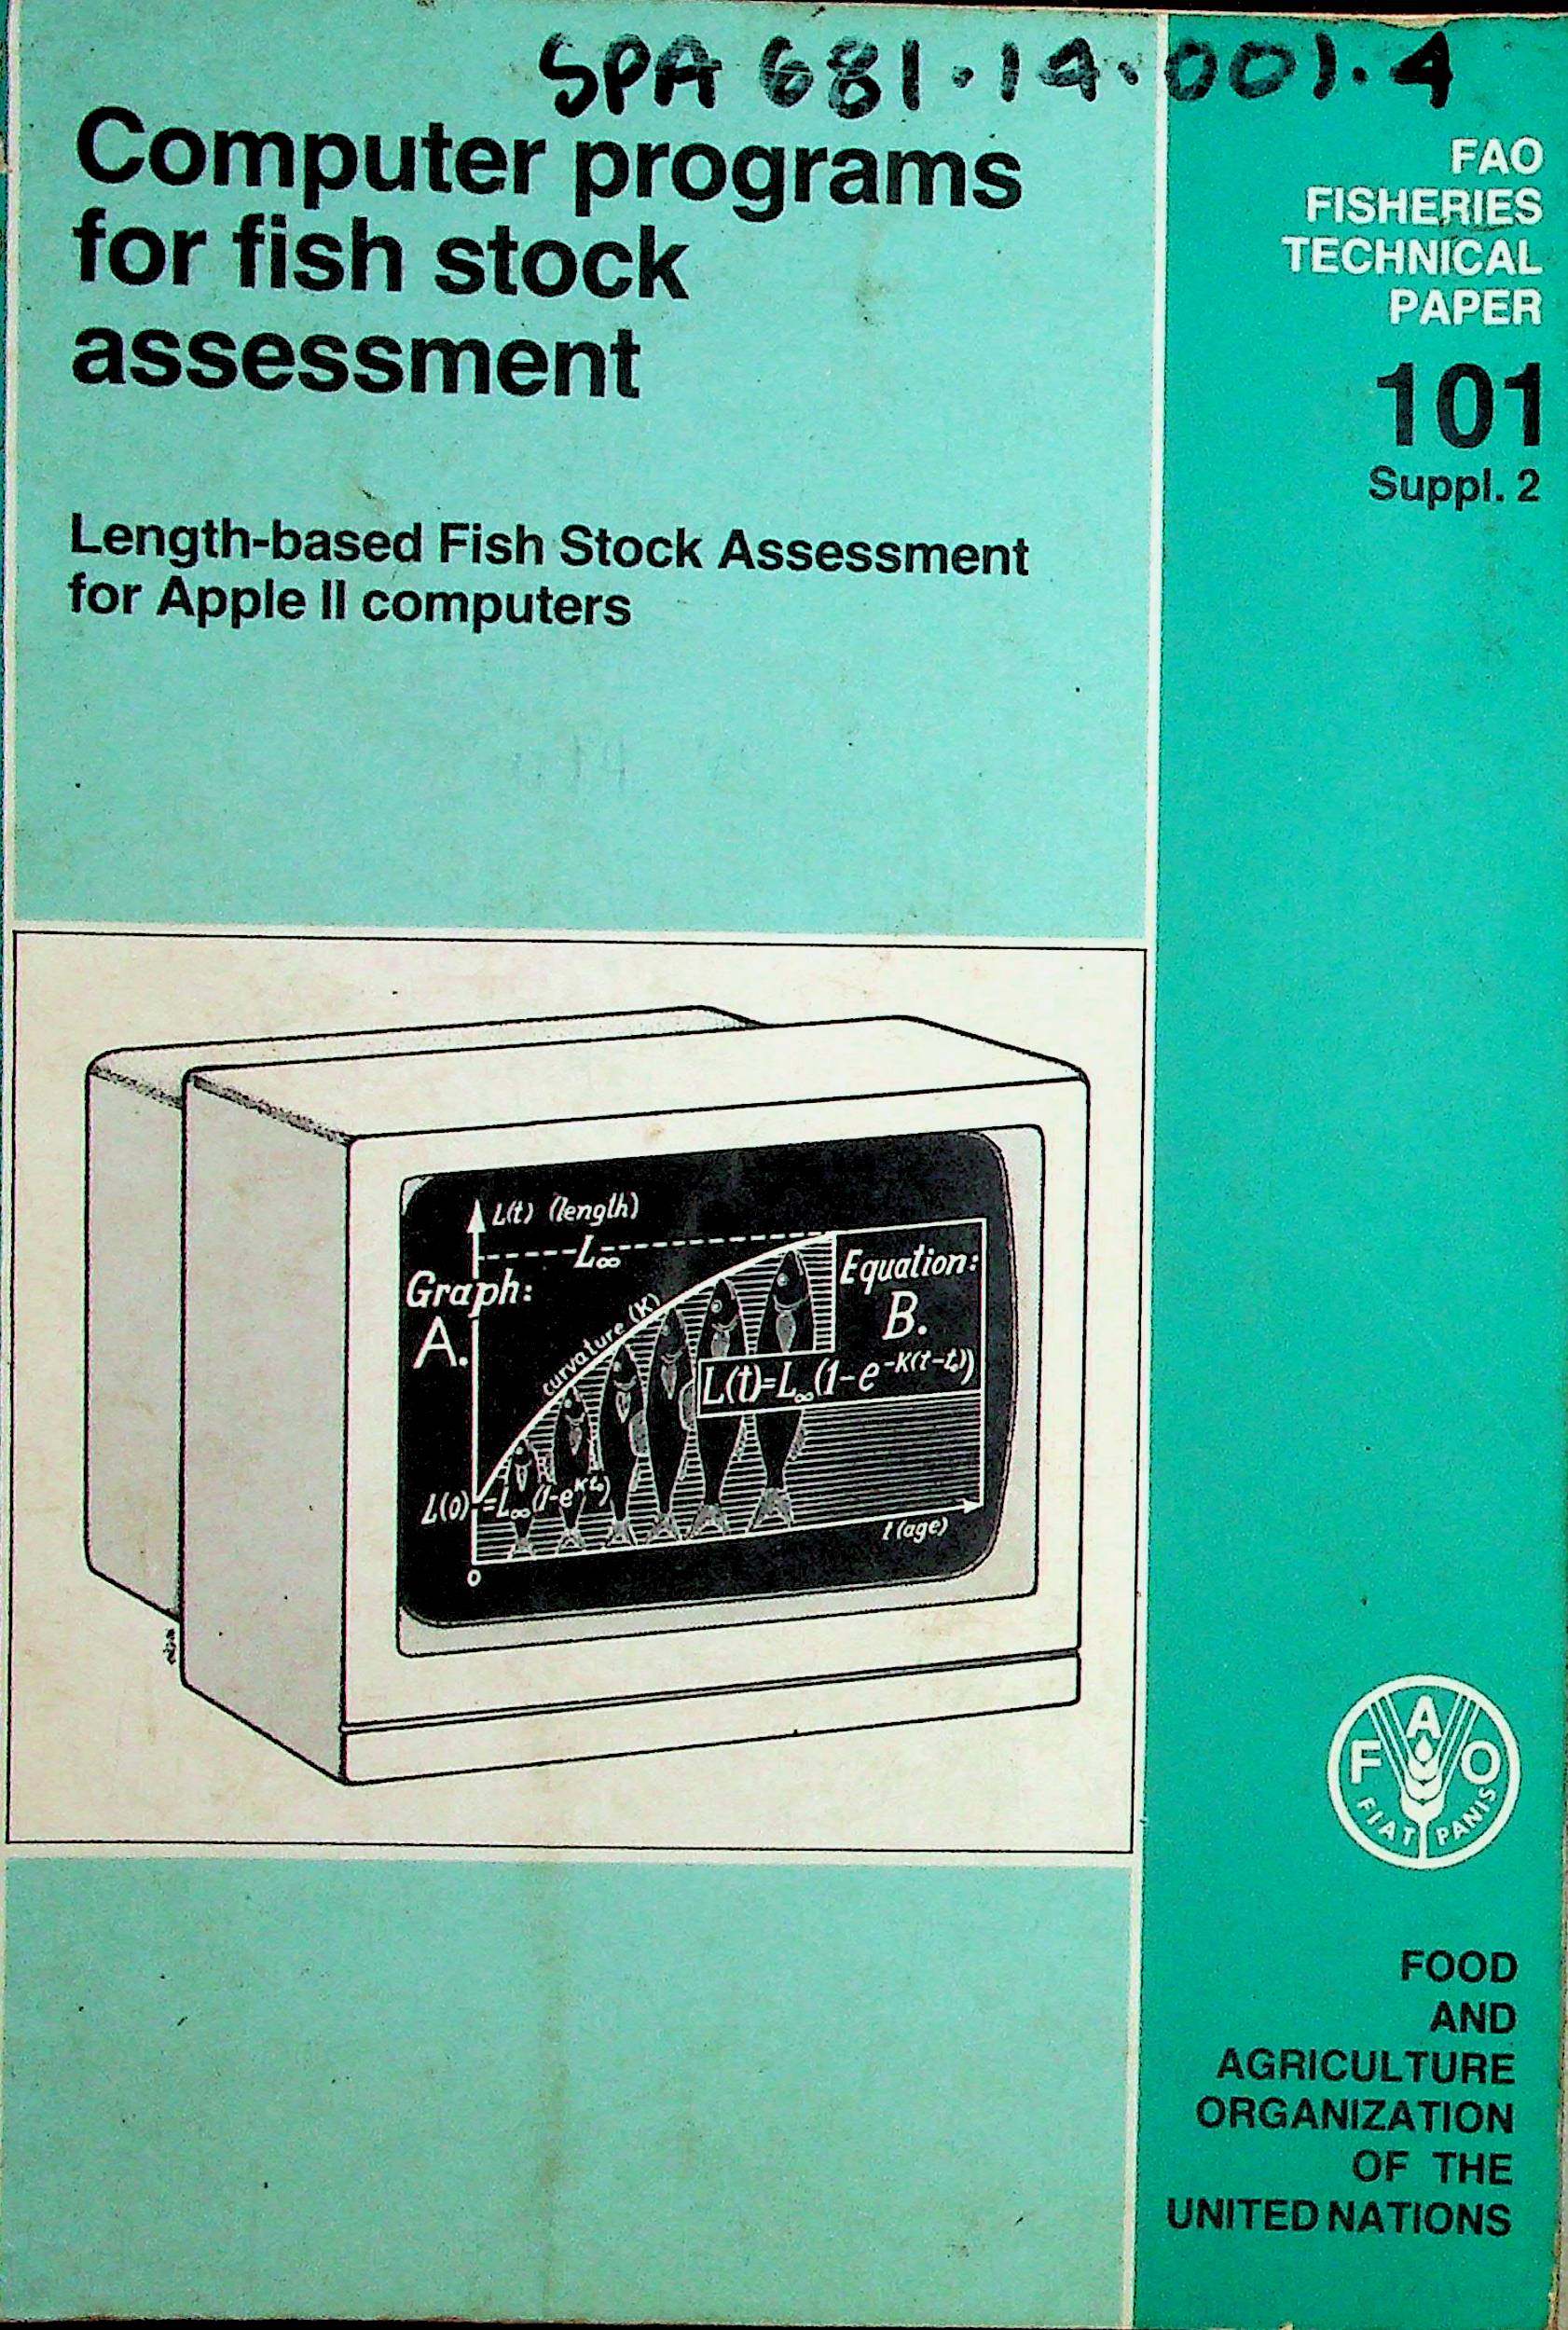 SPA 681.14.001.4
Computer programs
for fish stock
assessment
Length-based Fish Stock Assessment
for Apple II computers
FAO
FISHERIES
TECHNICAL
PAPER
101
Suppl. 2
L(t) (length)
L∞
Graph:
A.
curvature (K)
Equation:
B.
L(t)=L∞(1-e^-K(t-t₀))
L(0)=L∞(1-e^Kt₀)
t (age)
0
F A O
FIAT PANIS
FOOD
AND
AGRICULTURE
ORGANIZATION
OF THE
UNITED NATIONS